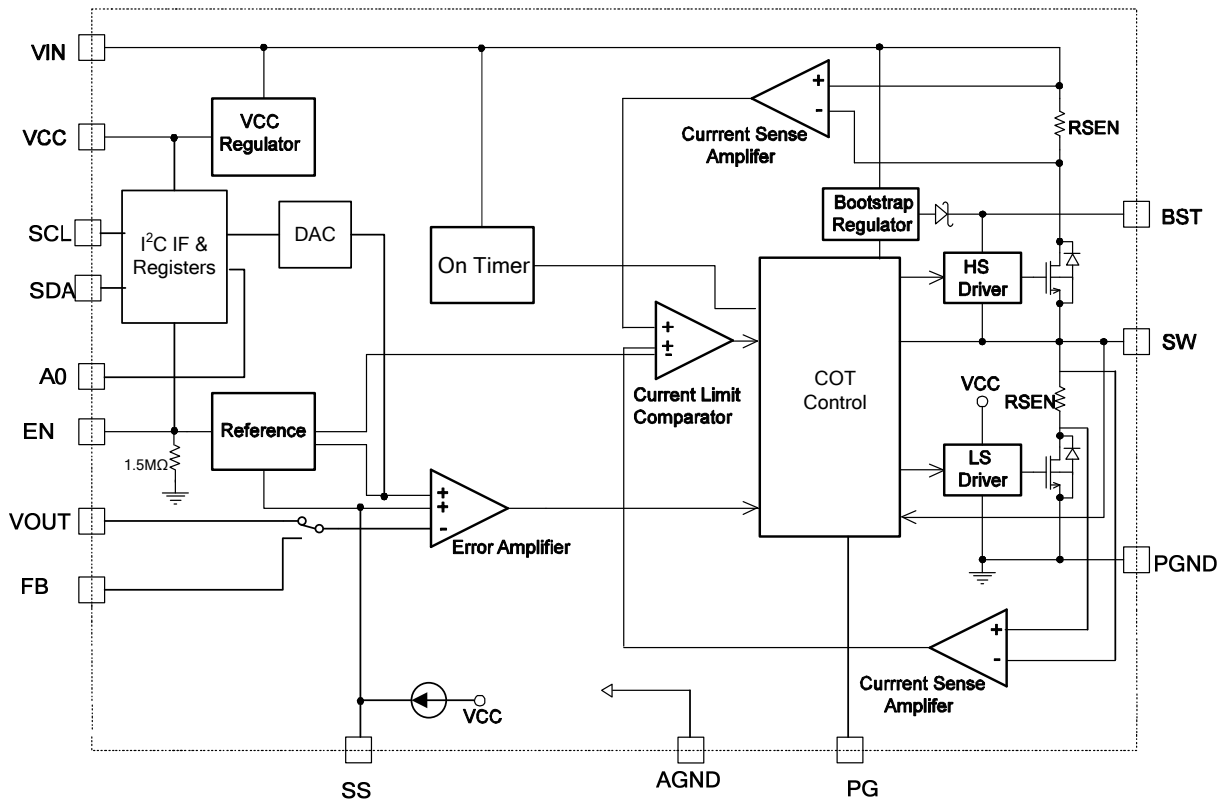 VIN
VCC
VCC
Regulator
+
-
Currrent Sense
Amplifer
RSEN
SCL
SDA
I²C IF &
Registers
DAC
On Timer
Bootstrap
Regulator
BST
HS
Driver
A0
+
+
-
Current Limit
Comparator
COT
Control
SW
VCC
RSEN
EN
1.5MΩ
Reference
LS
Driver
VOUT
FB
+
+
-
Error Amplifier
PGND
+
-
Currrent Sense
Amplifer
VCC
SS
AGND
PG